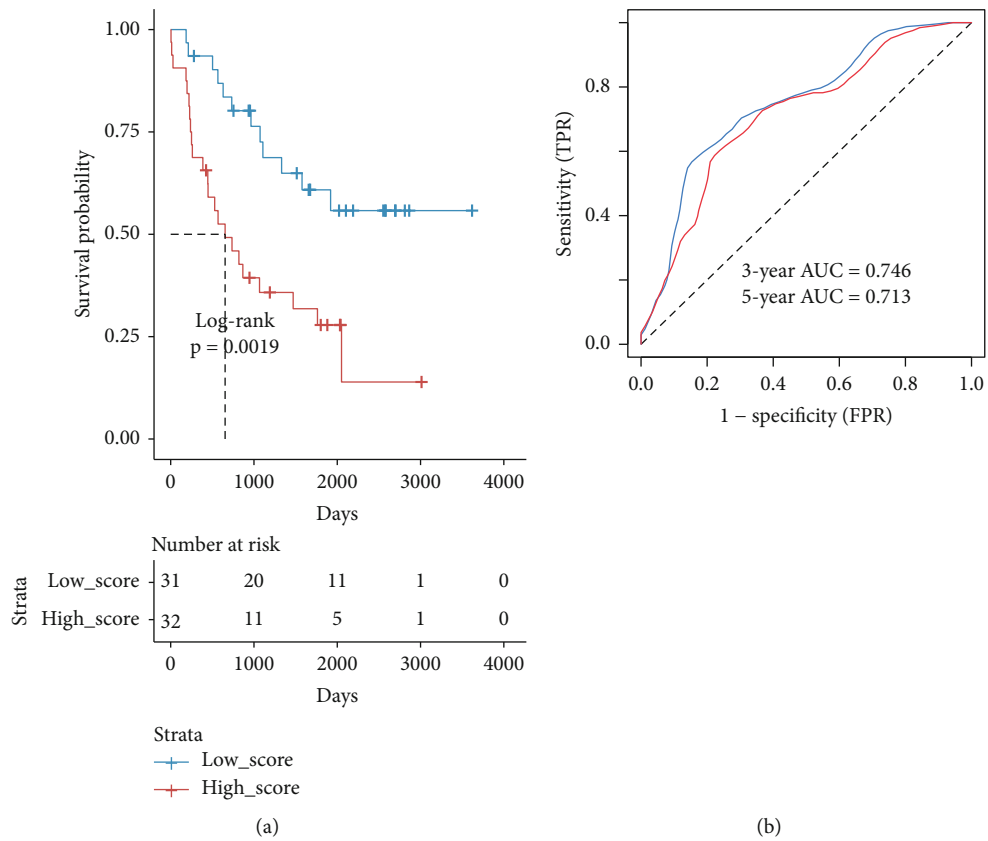 1.00
0.75
0.50
0.25
0.00
Survival probability
Log-rank
p = 0.0019
0 1000 2000 3000 4000
Days
Number at risk
Strata
Low_score 31 20 11 1 0
High_score 32 11 5 1 0
0 1000 2000 3000 4000
Days
Strata
Low_score
High_score
(a)
0.8
0.4
0.0
Sensitivity (TPR)
3-year AUC = 0.746
5-year AUC = 0.713
0.0 0.2 0.4 0.6 0.8 1.0
1 − specificity (FPR)
(b)